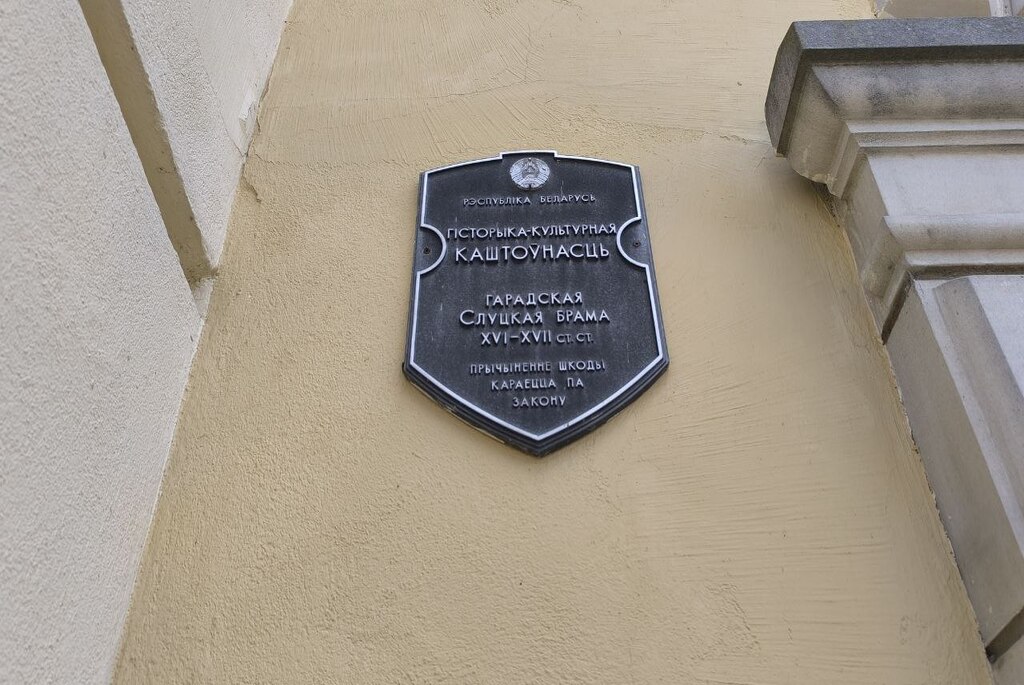 РЭСПУБЛІКА БЕЛАРУСЬ
ГІСТОРЫКА-КУЛЬТУРНАЯ
КАШТОЎНАСЦЬ
ГАРАДСКАЯ
СЛУЦКАЯ БРАМА
XVI-XVII СТ.СТ.
ПРЫЧЫНЕННЕ ШКОДЫ
КАРАЕЦЦА ПА
ЗАКОНУ